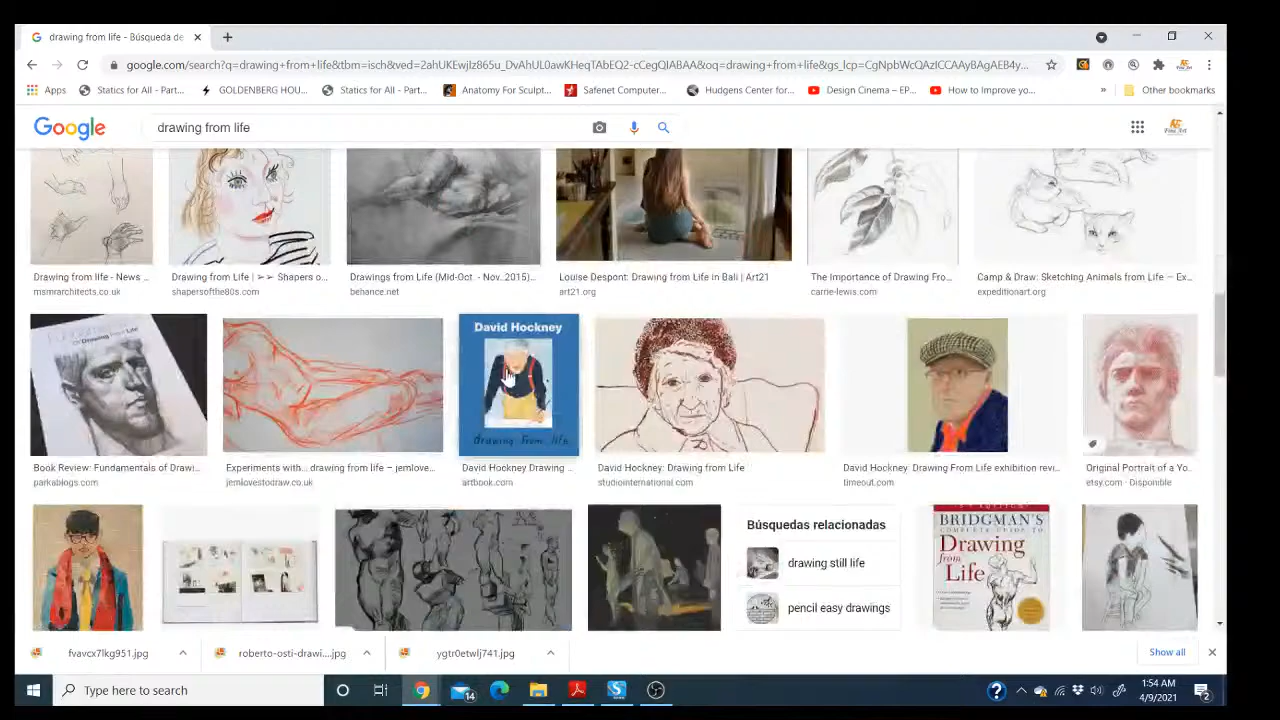 drawing from life - Búsqueda de
google.com/search?q=drawing+from+life&tbm=isch&ved=2ahUKEwjIz865u_DvAhUL0awKHeqTAbEQ2-cCegQIABAA&oq=drawing+from+life&gs_lcp=CgNpbWcQAzICCAAyBAgAEB4y...
Apps Statics for All - Part... GOLDENBERG HOU... Statics for All - Part... Anatomy For Sculpt... Safenet Computer... Hudgens Center for... Design Cinema – EP... How to Improve yo... » Other bookmarks
Google drawing from life
Drawing from life - News ... Drawing from Life | ➢➢ Shapers o... Drawings from Life (Mid-Oct. - Nov. 2015)... Louise Despont: Drawing from Life in Bali | Art21 The Importance of Drawing Fro... Camp & Draw: Sketching Animals from Life – Ex...
msmrarchitects.co.uk shapersofthe80s.com behance.net art21.org carrie-lewis.com expeditionart.org
on Drawing from Life
David Hockney
drawing from life
Book Review: Fundamentals of Drawi... Experiments with... drawing from life – jemlove... David Hockney Drawing ... David Hockney: Drawing from Life David Hockney: Drawing From Life exhibition revi... Original Portrait of a Yo...
parkablogs.com jemlovestodraw.co.uk artbook.com studiointernational.com timeout.com etsy.com · Disponible
Búsquedas relacionadas
drawing still life
pencil easy drawings
BRIDGMAN'S
COMPLETE GUIDE TO
Drawing
from
Life
fvavcx7lkg951.jpg roberto-osti-drawi....jpg ygtr0etwlj741.jpg Show all
Type here to search
14
1:54 AM
4/9/2021
2